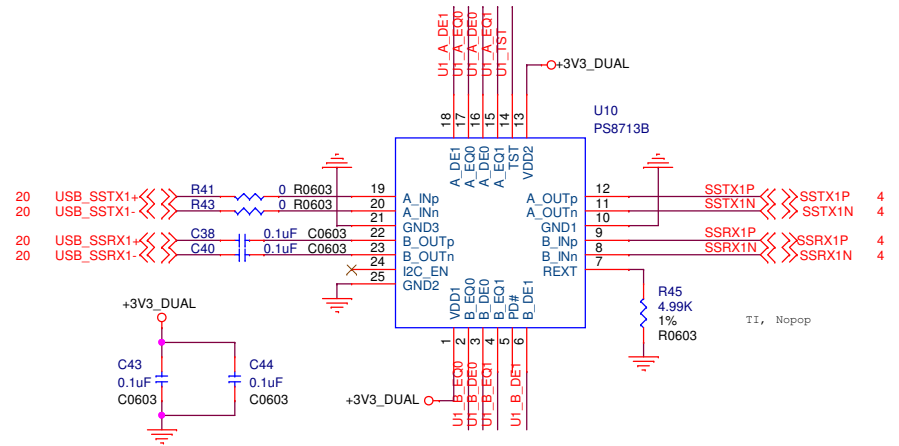 U1_A_DE1
U1_A_EQ0
U1_A_DE0
U1_A_EQ1
U1_TST
+3V3_DUAL
18
17
16
15
14
13
U10
PS8713B
A_DE1
A_EQ0
A_DE0
A_EQ1
TST
VDD2
20 USB_SSTX1+ R41 0 R0603 19 A_INp A_OUTp 12 SSTX1P SSTX1P 4
20 USB_SSTX1- R43 0 R0603 20 A_INn A_OUTn 11 SSTX1N SSTX1N 4
21 GND3 GND1 10
20 USB_SSRX1+ C38 0.1uF C0603 22 B_OUTp B_INp 9 SSRX1P SSRX1P 4
20 USB_SSRX1- C40 0.1uF C0603 23 B_OUTn B_INn 8 SSRX1N SSRX1N 4
24 I2C_EN REXT 7
25 GND2
VDD1
B_EQ0
B_DE0
B_EQ1
PD#
B_DE1
R45
4.99K
1%
R0603
TI, Nopop
+3V3_DUAL
1
2
3
4
5
6
C43
0.1uF
C0603
C44
0.1uF
C0603
+3V3_DUAL
U1_B_EQ0
U1_B_DE0
U1_B_EQ1
U1_B_DE1